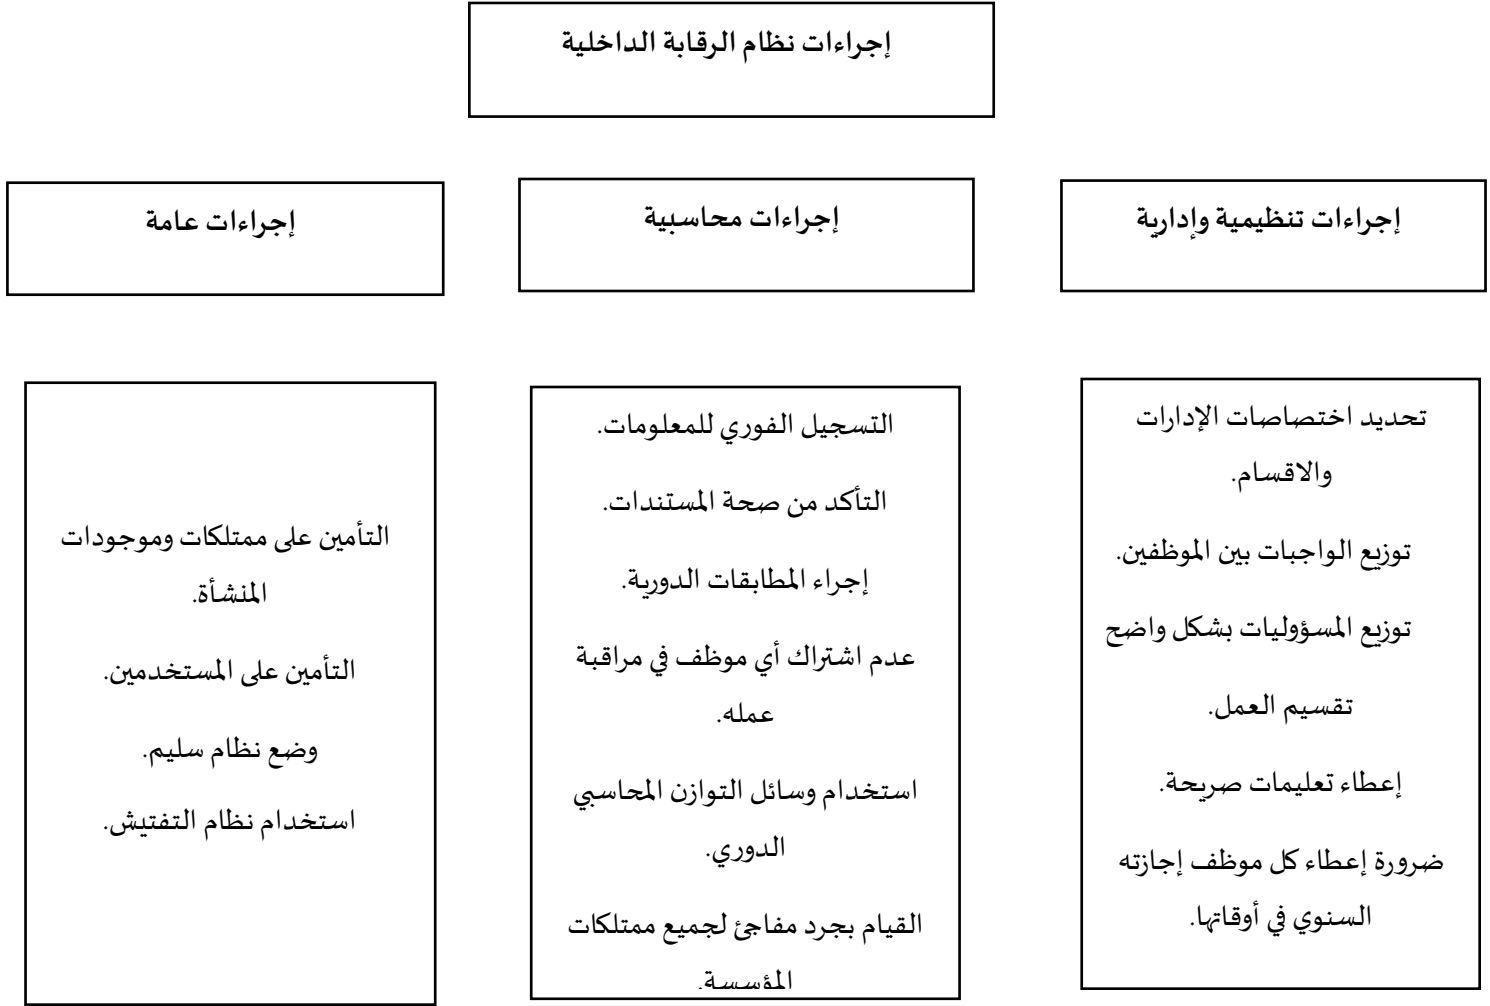 إجراءات نظام الرقابة الداخلية
إجراءات تنظيمية وإدارية
إجراءات محاسبية
إجراءات عامة
تحديد اختصاصات الإدارات
والاقسام.
توزيع الواجبات بين الموظفين.
توزيع المسؤوليات بشكل واضح
تقسيم العمل.
إعطاء تعليمات صريحة.
ضرورة إعطاء كل موظف إجازته
السنوي في أوقاتها.
التسجيل الفوري للمعلومات.
التأكد من صحة المستندات.
إجراء المطابقات الدورية.
عدم اشتراك أي موظف في مراقبة
عمله.
استخدام وسائل التوازن المحاسبي
الدوري.
القيام بجرد مفاجئ لجميع ممتلكات
المؤسسة.
التأمين على ممتلكات وموجودات
المنشأة.
التأمين على المستخدمين.
وضع نظام سليم.
استخدام نظام التفتيش.